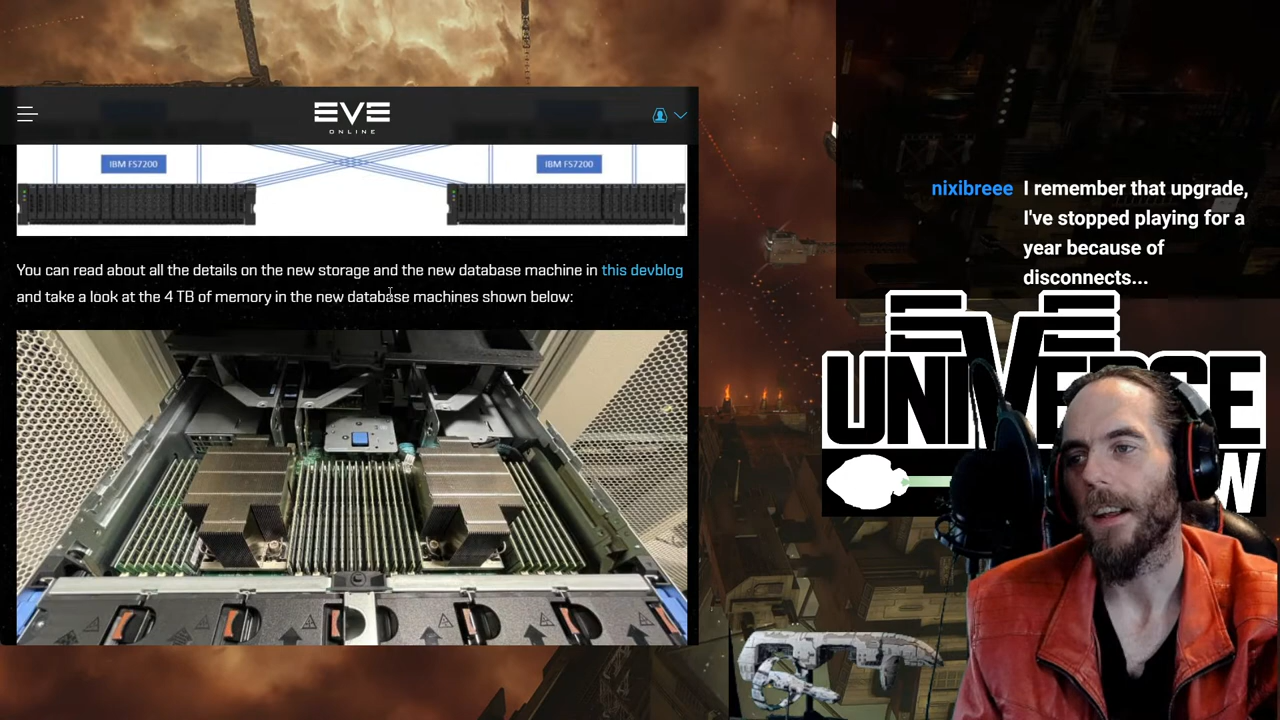 EVE
ONLINE
IBM FS7200
IBM FS7200
You can read about all the details on the new storage and the new database machine in this devblog
and take a look at the 4 TB of memory in the new database machines shown below:
nixibreee I remember that upgrade,
I've stopped playing for a
year because of
disconnects...
EVE
UNIVERSE